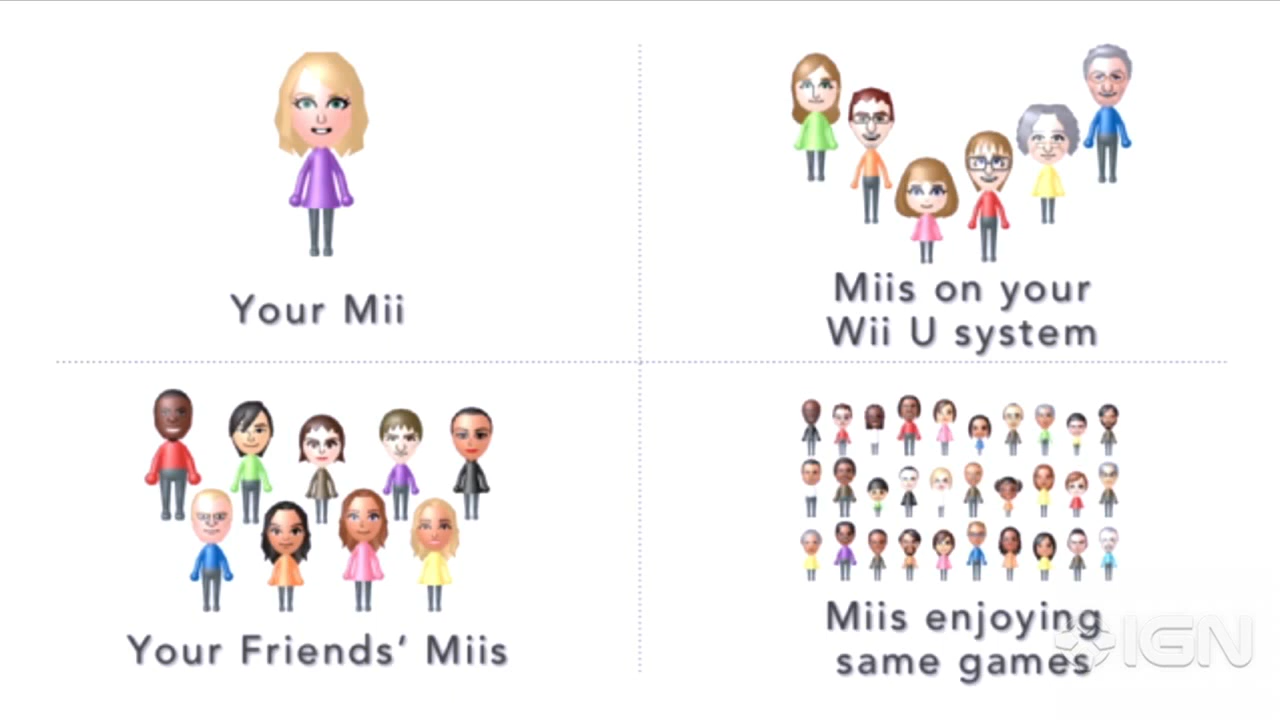 Your Mii
Miis on your
Wii U system
Your Friends’ Miis
Miis enjoying
same games
IGN